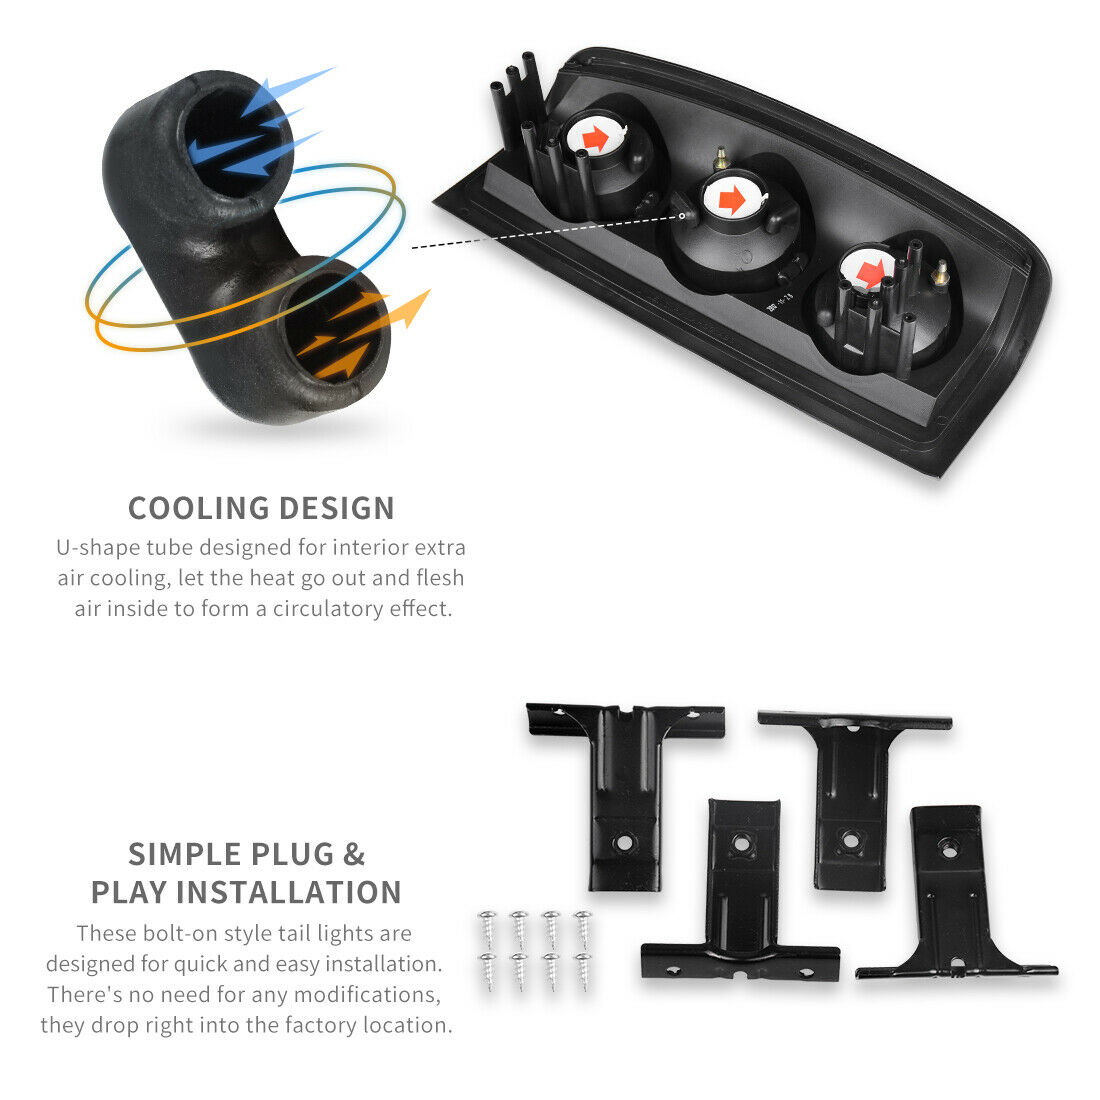 COOLING DESIGN
U-shape tube designed for interior extra
air cooling, let the heat go out and flesh
air inside to form a circulatory effect.
SIMPLE PLUG &
PLAY INSTALLATION
These bolt-on style tail lights are
designed for quick and easy installation.
There's no need for any modifications,
they drop right into the factory location.